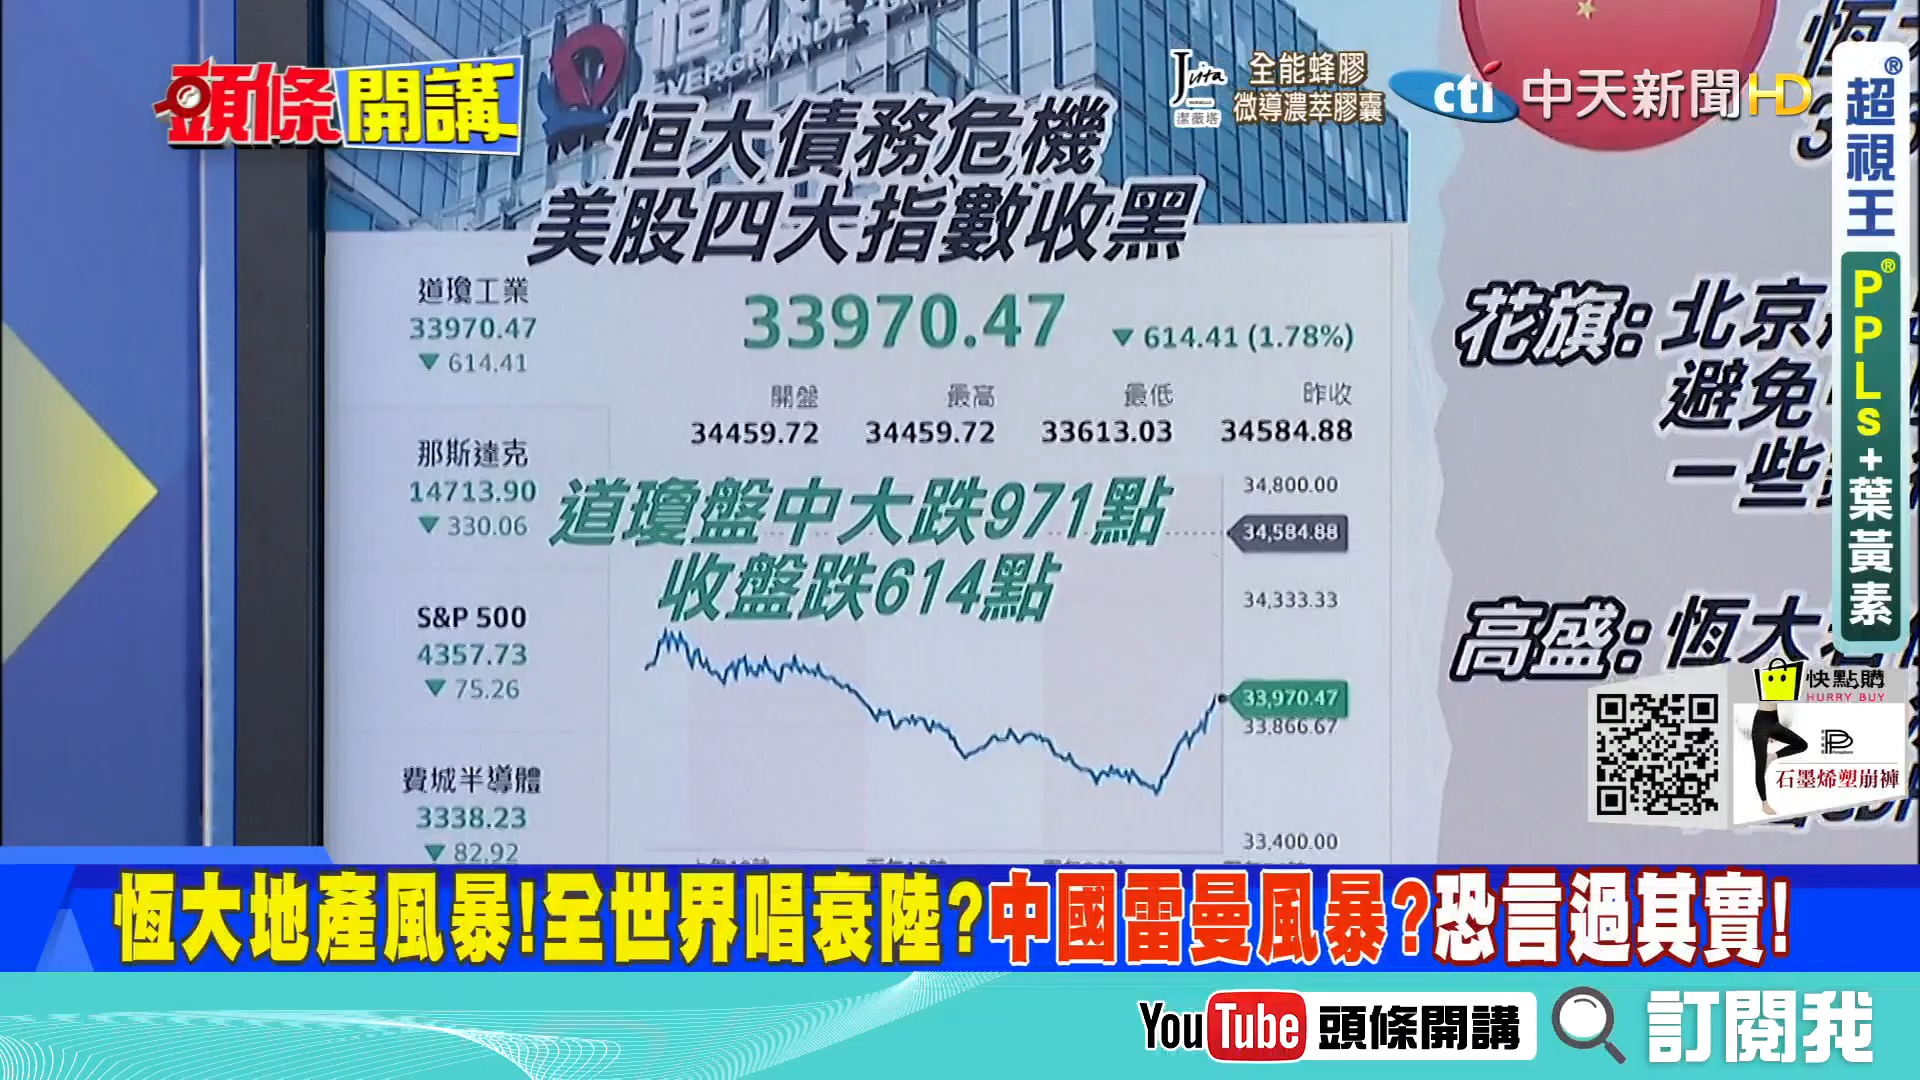 頭條開講
JVita
潔薇塔
全能蜂膠
微導濃萃膠囊
cti 中天新聞HD
EVERGRANDE
恒大債務危機
美股四大指數收黑
道瓊工業
33970.47
▼ 614.41
33970.47 ▼ 614.41 (1.78%)
開盤 最高 最低 昨收
34459.72 34459.72 33613.03 34584.88
那斯達克
14713.90
▼ 330.06
S&P 500
4357.73
▼ 75.26
費城半導體
3338.23
▼ 82.92
道瓊盤中大跌971點
收盤跌614點
34,800.00
34,584.88
34,333.33
33,970.47
33,866.67
33,400.00
花旗:北京
避免
一些
高盛:恆大
超視王®
PPLs®+葉黃素
快點購
HURRY BUY
石墨烯塑崩褲
恆大地產風暴!全世界唱衰陸?中國雷曼風暴?恐言過其實!
YouTube 頭條開講 訂閱我